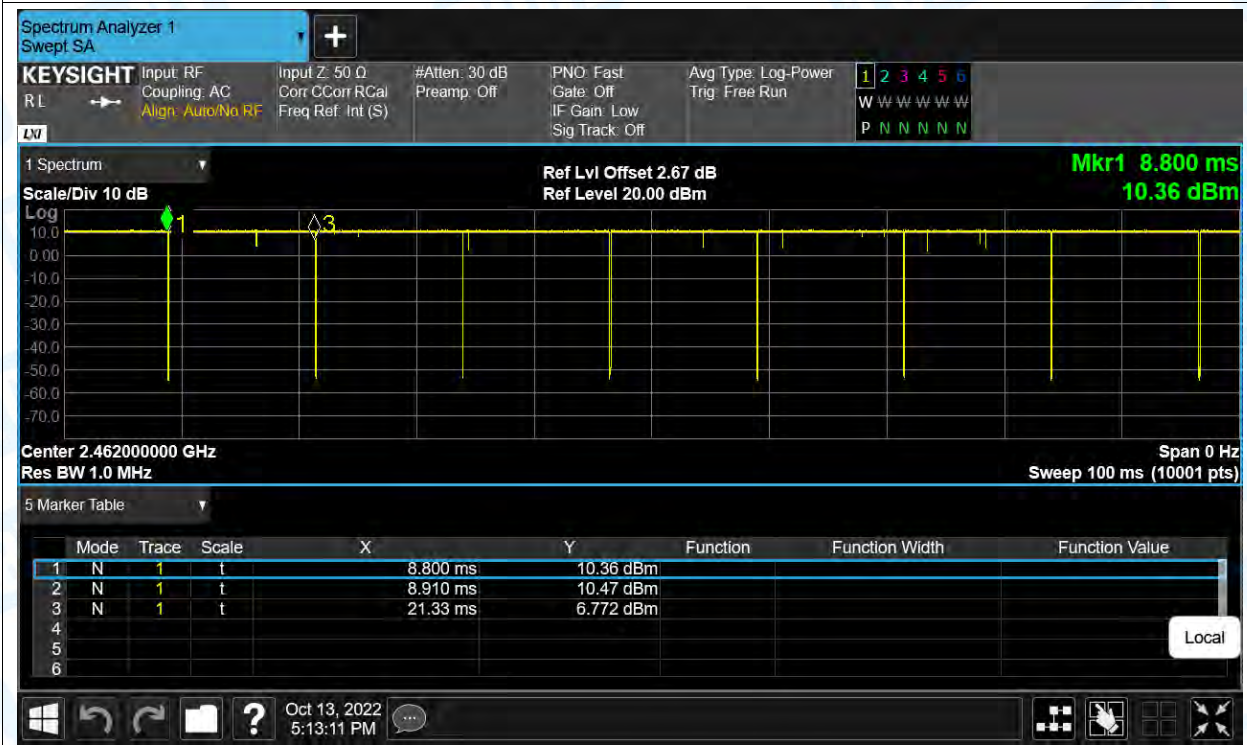 Spectrum Analyzer 1
Swept SA
+
KEYSIGHT Input: RF Input Z: 50 Ω #Atten: 30 dB PNO: Fast Avg Type: Log-Power 1 2 3 4 5 6
RL Coupling: AC Corr CCorr RCal Preamp: Off Gate: Off Trig: Free Run W W W W W W
Align: Auto/No RF Freq Ref: Int (S) IF Gain: Low
LXI Sig Track: Off P N N N N N
1 Spectrum Ref Lvl Offset 2.67 dB Mkr1 8.800 ms
Scale/Div 10 dB Ref Level 20.00 dBm 10.36 dBm
Log
1 3
10.0
0.00
-10.0
-20.0
-30.0
-40.0
-50.0
-60.0
-70.0
Center 2.462000000 GHz Span 0 Hz
Res BW 1.0 MHz Sweep 100 ms (10001 pts)
5 Marker Table
Mode Trace Scale X Y Function Function Width Function Value
1 N 1 t 8.800 ms 10.36 dBm
2 N 1 t 8.910 ms 10.47 dBm
3 N 1 t 21.33 ms 6.772 dBm
4
5
6
Local
? Oct 13, 2022
5:13:11 PM